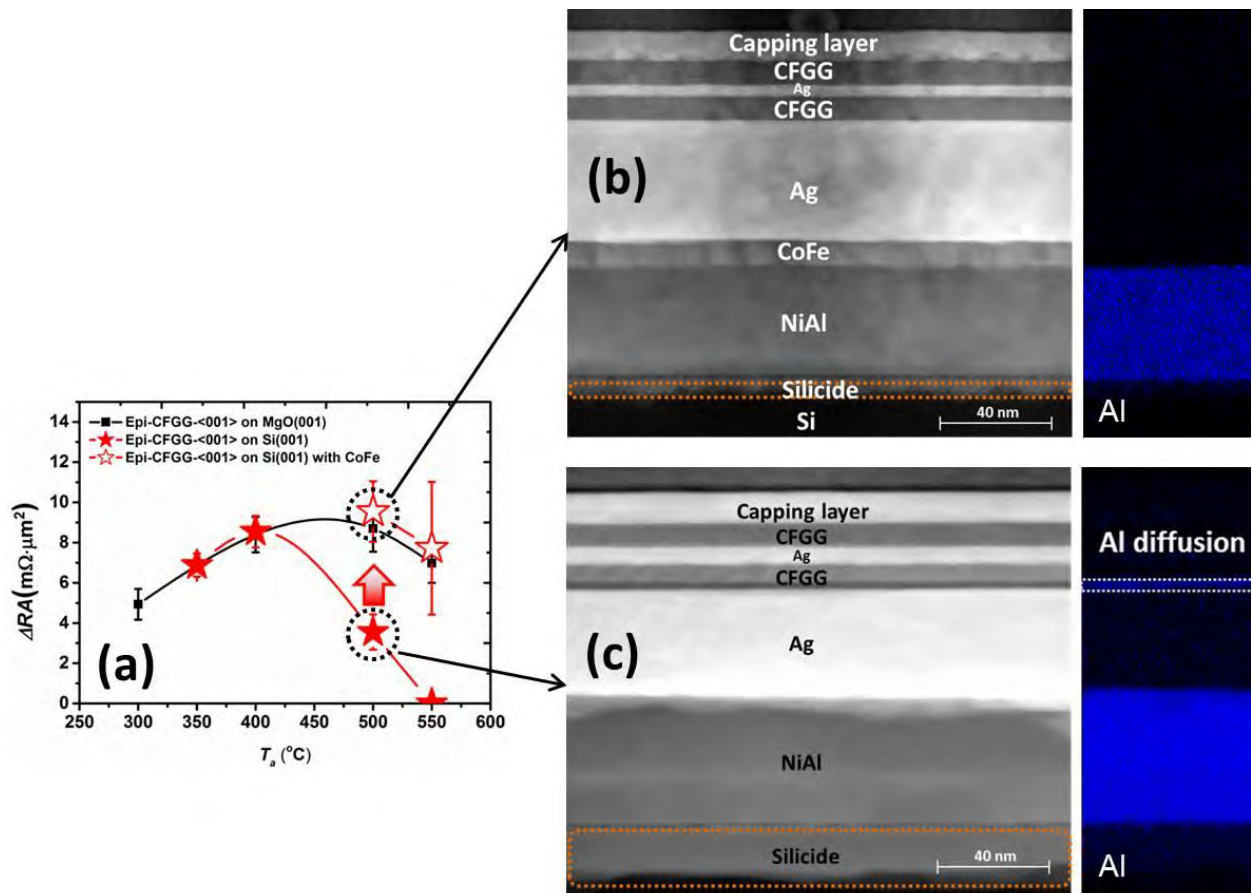 (a)
Epi-CFGG-<001> on MgO(001)
Epi-CFGG-<001> on Si(001)
Epi-CFGG-<001> on Si(001) with CoFe
ΔRA(mΩ·μm²)
14
12
10
8
6
4
2
0
250 300 350 400 450 500 550 600
Tₐ (°C)
(b)
Capping layer
CFGG
Ag
CFGG
Ag
CoFe
NiAl
Silicide
Si
40 nm
Al
(c)
Capping layer
CFGG
Ag
CFGG
Ag
NiAl
Silicide
40 nm
Al diffusion
Al